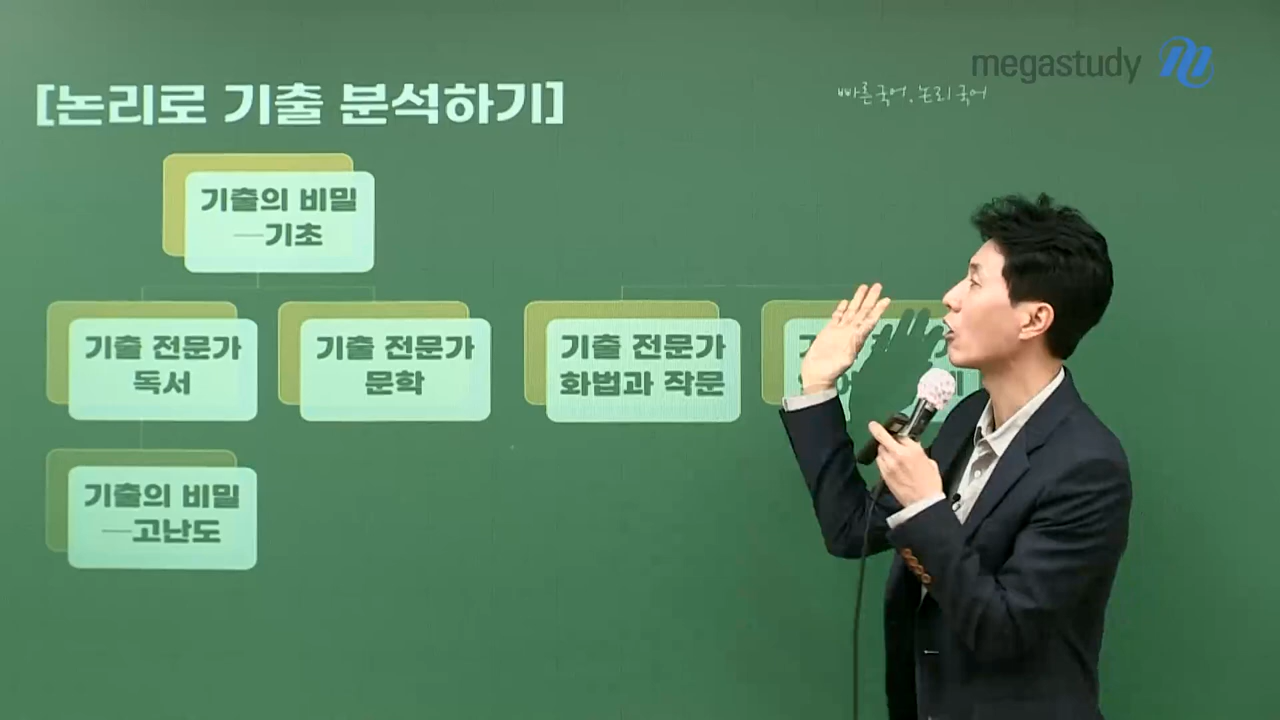 megastudy
[논리로 기출 분석하기]
빠른국어. 논리국어
기출의 비밀
—기초
기출 전문가
독서
기출 전문가
문학
기출 전문가
화법과 작문
기출의 비밀
—고난도